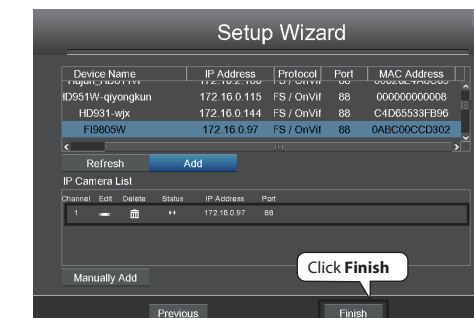 Setup Wizard
Device Name IP Address Protocol Port MAC Address
HD951W-qiyongkun 172.16.0.115 FS / OnVif 88 000000000008
HD931-wjx 172.16.0.144 FS / OnVif 88 C4D65533FB96
FI9805W 172.16.0.97 FS / OnVif 88 0ABC00CCD302
Refresh Add
IP Camera List
Channel Edit Delete Status IP Address Port
1 172.16.0.97 88
Click Finish
Manually Add
Previous Finish